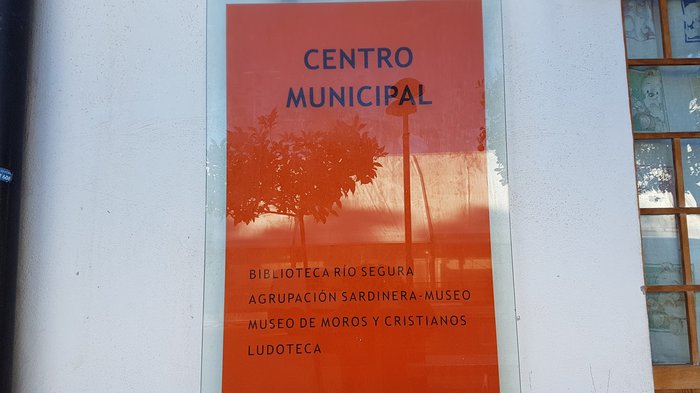 CENTRO
MUNICIPAL
BIBLIOTECA RÍO SEGURA
AGRUPACIÓN SARDINERA-MUSEO
MUSEO DE MOROS Y CRISTIANOS
LUDOTECA